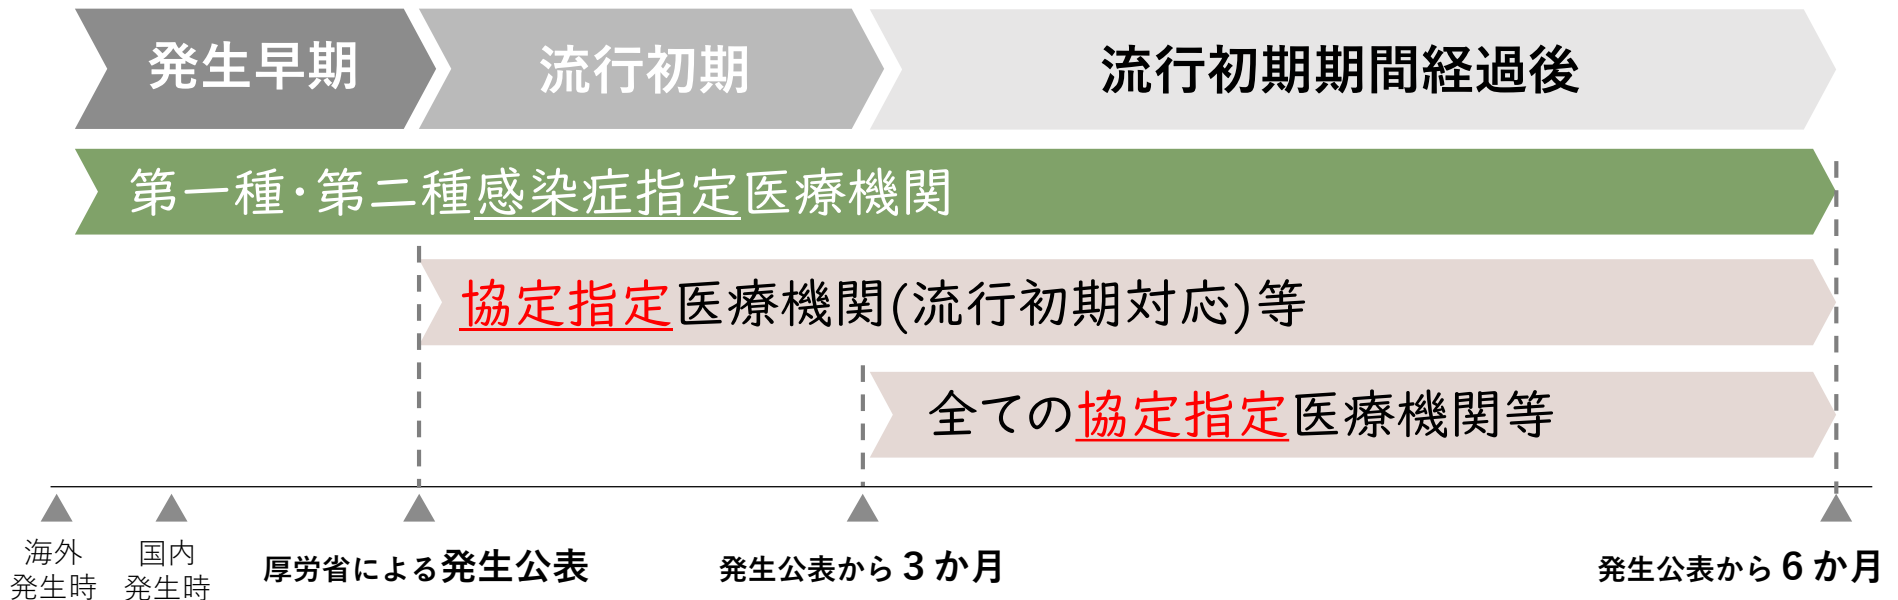 発生早期
流行初期
流行初期期間経過後
第一種・第二種感染症指定医療機関
協定指定医療機関(流行初期対応)等
全ての協定指定医療機関等
海外
発生時
国内
発生時
厚労省による発生公表
発生公表から3か月
発生公表から6か月